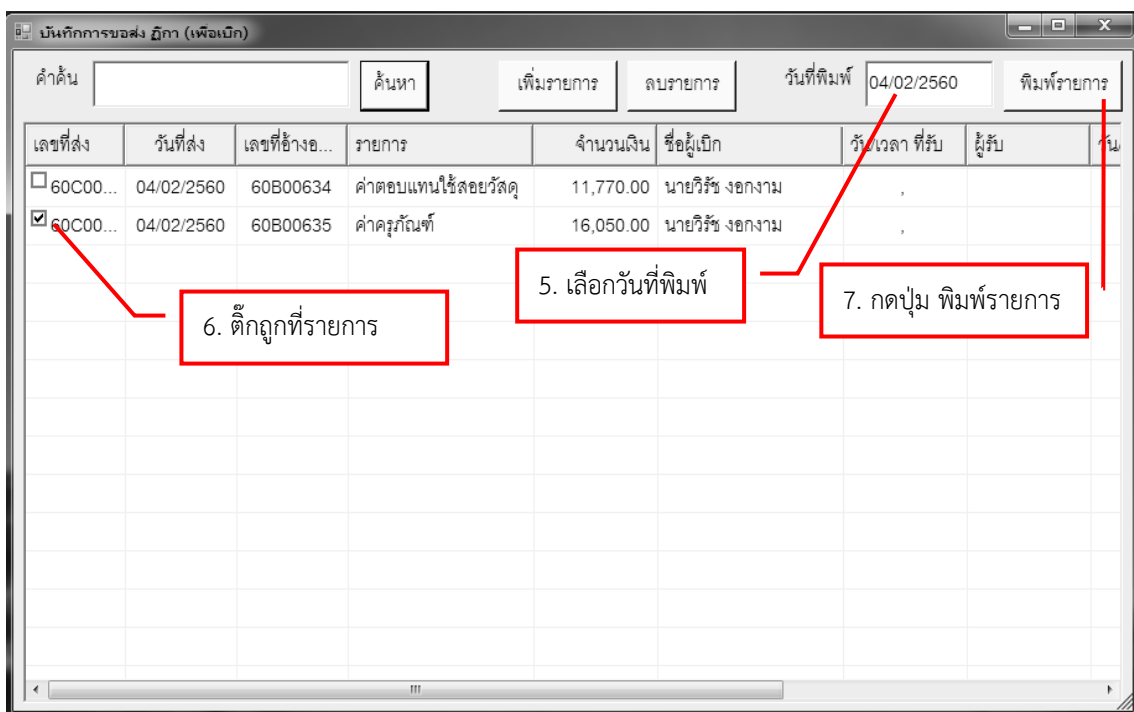 บันทึกการขอส่ง ฎีกา (เพื่อเบิก)
คำค้น ค้นหา เพิ่มรายการ ลบรายการ วันที่พิมพ์ 04/02/2560 พิมพ์รายการ
เลขที่ส่ง วันที่ส่ง เลขที่อ้างอ... รายการ จำนวนเงิน ชื่อผู้เบิก วัน/เวลา ที่รับ ผู้รับ วัน/
60C00... 04/02/2560 60B00634 ค่าตอบแทนใช้สอยวัสดุ 11,770.00 นายวิรัช งอกงาม ,
60C00... 04/02/2560 60B00635 ค่าครุภัณฑ์ 16,050.00 นายวิรัช งอกงาม ,
5. เลือกวันที่พิมพ์
7. กดปุ่ม พิมพ์รายการ
6. ติ๊กถูกที่รายการ